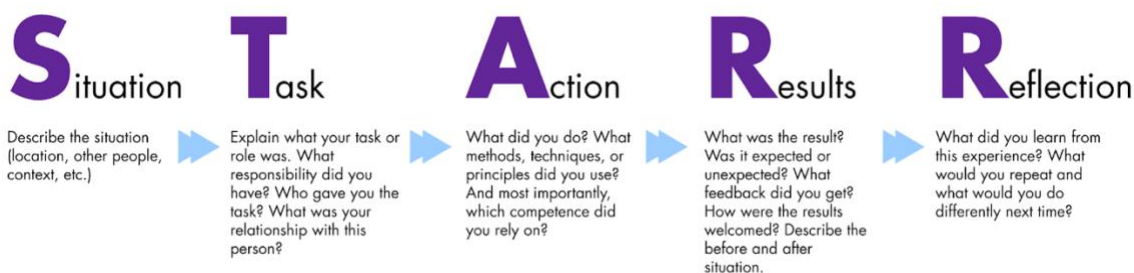 Situation
Task
Action
Results
Reflection
Describe the situation
(location, other people,
context, etc.)
Explain what your task or
role was. What
responsibility did you
have? Who gave you the
task? What was your
relationship with this
person?
What did you do? What
methods, techniques, or
principles did you use?
And most importantly,
which competence did
you rely on?
What was the result?
Was it expected or
unexpected? What
feedback did you get?
How were the results
welcomed? Describe the
before and after
situation.
What did you learn from
this experience? What
would you repeat and
what would you do
differently next time?